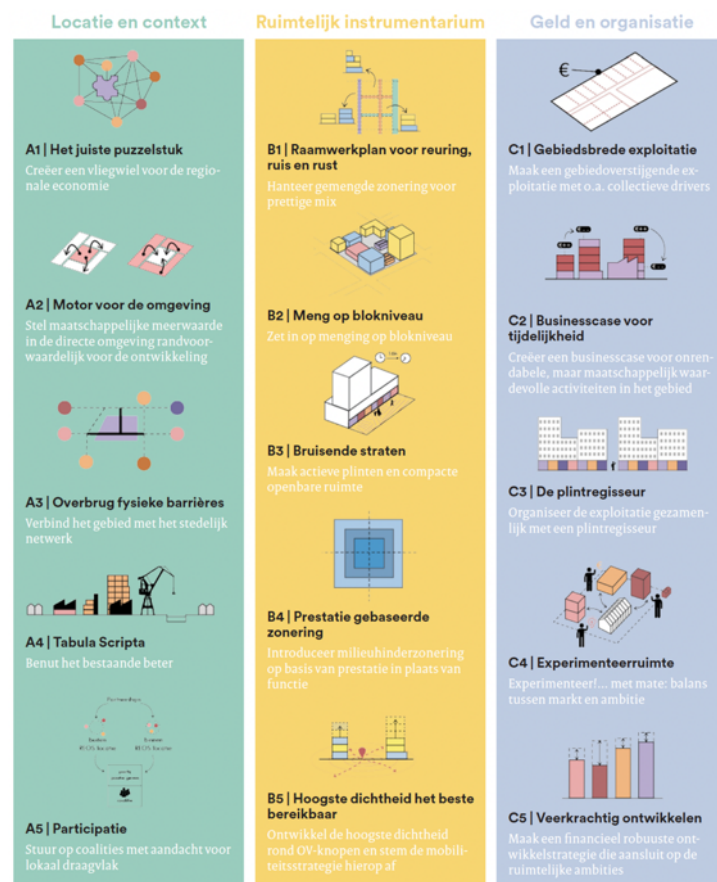 Locatie en context
A1 | Het juiste puzzelstuk
Creëer een vliegwiel voor de regio-
nale economie
A2 | Motor voor de omgeving
Stel maatschappelijke meerwaarde
in de directe omgeving randvoor-
waardelijk voor de ontwikkeling
A3 | Overbrug fysieke barrières
Verbind het gebied met het stedelijk
netwerk
A4 | Tabula Scripta
Benut het bestaande beter
A5 | Participatie
Stuur op coalities met aandacht voor
lokaal draagvlak
Ruimtelijk instrumentarium
B1 | Raamwerkplan voor reuring,
ruis en rust
Hanteer gemengde zonering voor
prettige mix
B2 | Meng op blokniveau
Zet in op menging op blokniveau
B3 | Bruisende straten
Maak actieve plinten en compacte
openbare ruimte
B4 | Prestatie gebaseerde
zonering
Introduceer milieuhinderzonering
op basis van prestatie in plaats van
functie
B5 | Hoogste dichtheid het beste
bereikbaar
Ontwikkel de hoogste dichtheid
rond OV-knopen en stem de mobili-
teitsstrategie hierop af
Geld en organisatie
€
C1 | Gebiedsbrede exploitatie
Maak een gebiedoverstijgende ex-
ploitatie met o.a. collectieve drivers
C2 | Businesscase voor
tijdelijkheid
Creëer een businesscase voor onren-
dabele, maar maatschappelijk waar-
devolle activiteiten in het gebied
C3 | De plintregisseur
Organiseer de exploitatie gezamen-
lijk met een plintregisseur
C4 | Experimenteerruimte
Experimenteer!... met mate: balans
tussen markt en ambitie
C5 | Veerkrachtig ontwikkelen
Maak een financieel robuuste ont-
wikkelstrategie die aansluit op de
ruimtelijke ambities